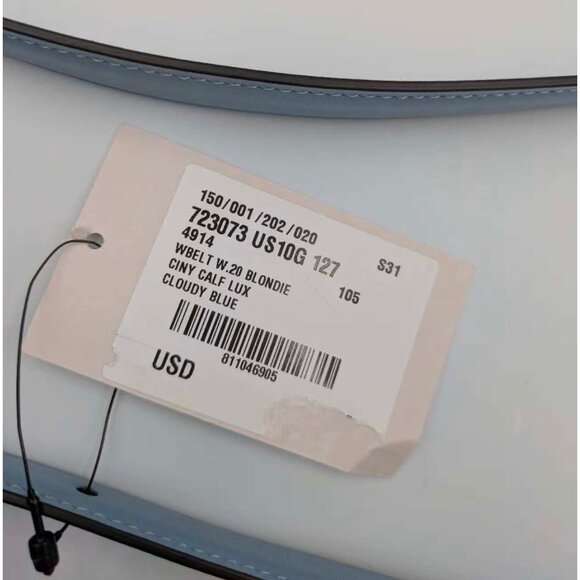 150/001/202/020
723073 US10G 127 S31
4914 105
WBELT W.20 BLONDIE
CINY CALF LUX
CLOUDY BLUE
811046905
USD